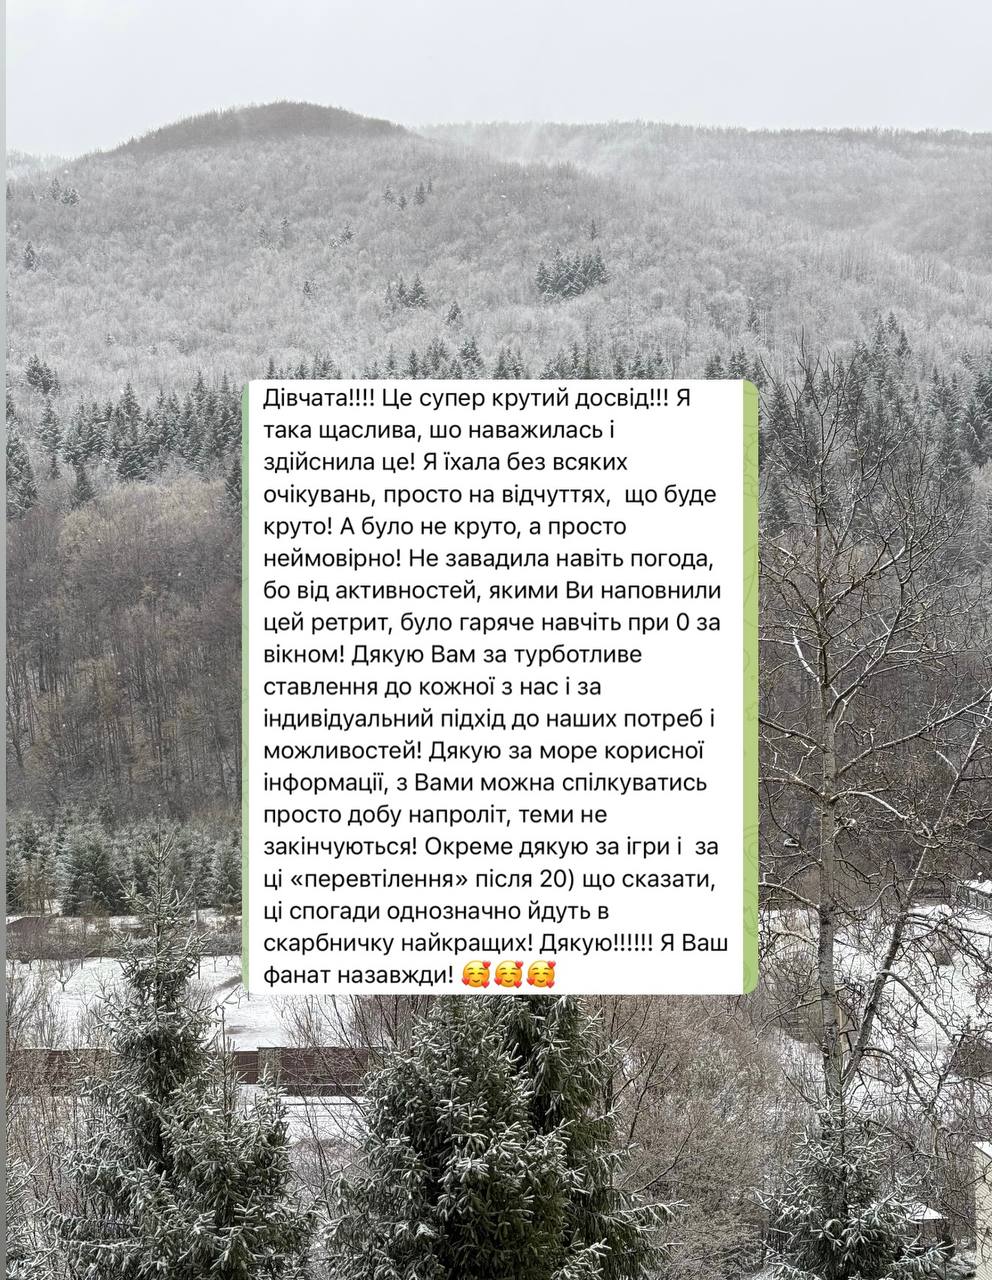 Дівчата!!!! Це супер крутий досвід!!! Я
така щаслива, шо наважилась і
здійснила це! Я їхала без всяких
очікувань, просто на відчуттях,  що буде
круто! А було не круто, а просто
неймовірно! Не завадила навіть погода,
бо від активностей, якими Ви наповнили
цей ретрит, було гаряче навчіть при 0 за
вікном! Дякую Вам за турботливе
ставлення до кожної з нас і за
індивідуальний підхід до наших потреб і
можливостей! Дякую за море корисної
інформації, з Вами можна спілкуватись
просто добу напроліт, теми не
закінчуються! Окреме дякую за ігри і  за
ці «перевтілення» після 20) що сказати,
ці спогади однозначно йдуть в
скарбничку найкращих! Дякую!!!!!! Я Ваш
фанат назавжди! 🥰🥰🥰